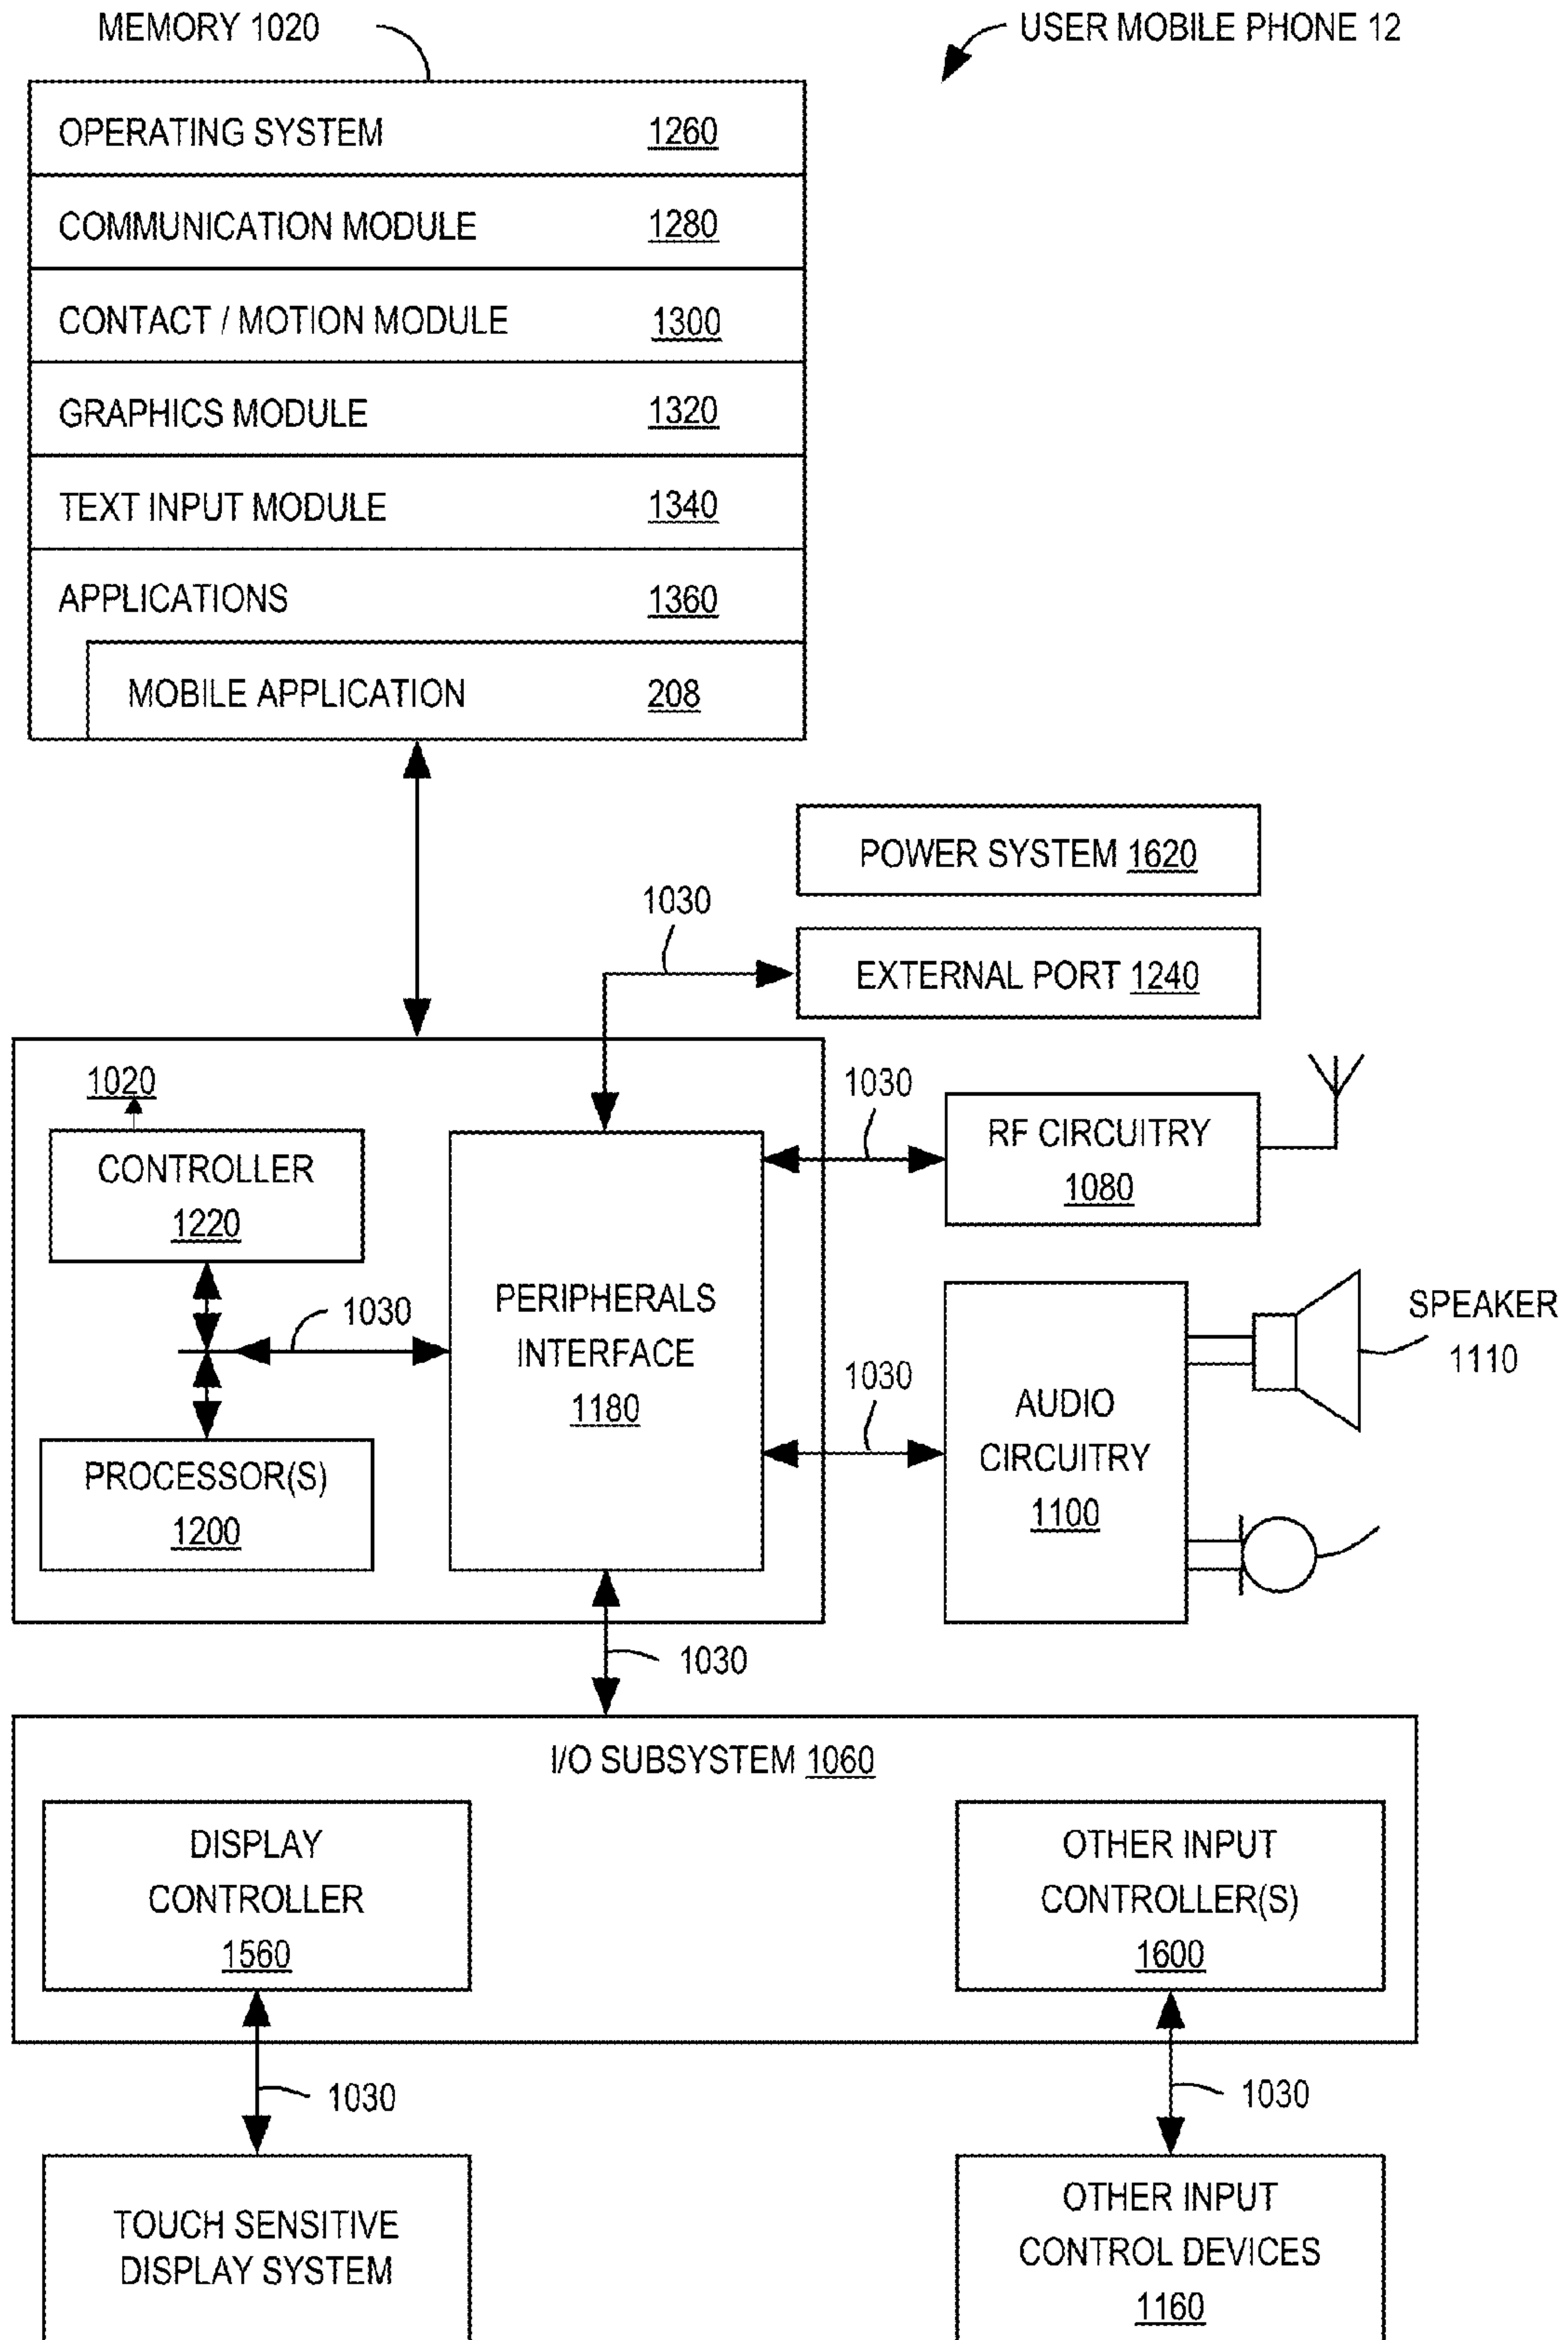 MEMORY 1020
USER MOBILE PHONE 12
OPERATING SYSTEM 1260
COMMUNICATION MODULE 1280
CONTACT / MOTION MODULE 1300
GRAPHICS MODULE 1320
TEXT INPUT MODULE 1340
APPLICATIONS 1360
MOBILE APPLICATION 208
POWER SYSTEM 1620
1030
EXTERNAL PORT 1240
1020
CONTROLLER
1220
1030
PROCESSOR(S)
1200
PERIPHERALS
INTERFACE
1180
1030
RF CIRCUITRY
1080
1030
AUDIO
CIRCUITRY
1100
SPEAKER
1110
1030
I/O SUBSYSTEM 1060
DISPLAY
CONTROLLER
1560
OTHER INPUT
CONTROLLER(S)
1600
1030
1030
TOUCH SENSITIVE
DISPLAY SYSTEM
OTHER INPUT
CONTROL DEVICES
1160